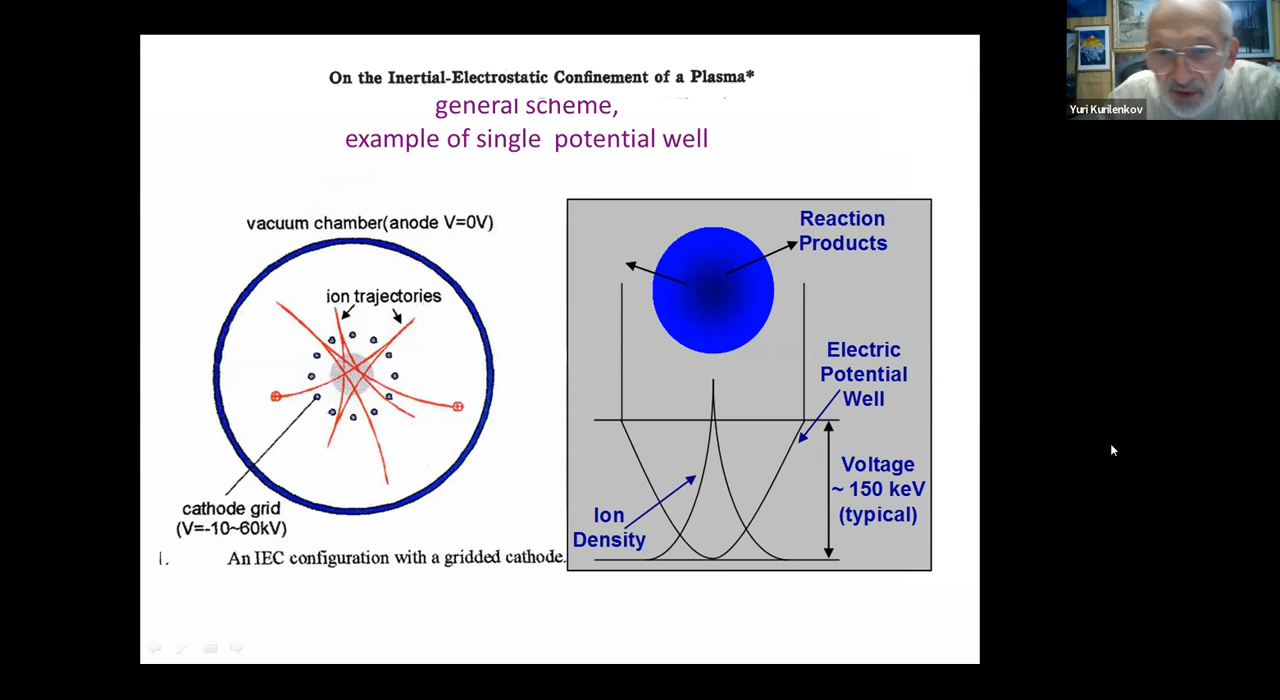 On the Inertial-Electrostatic Confinement of a Plasma*
general scheme,
example of single potential well
Yuri Kurilenkov
vacuum chamber(anode V=0V)
ion trajectories
cathode grid
(V=-10~60kV)
1. An IEC configuration with a gridded cathode.
Reaction
Products
Electric
Potential
Well
Voltage
~ 150 keV
(typical)
Ion
Density